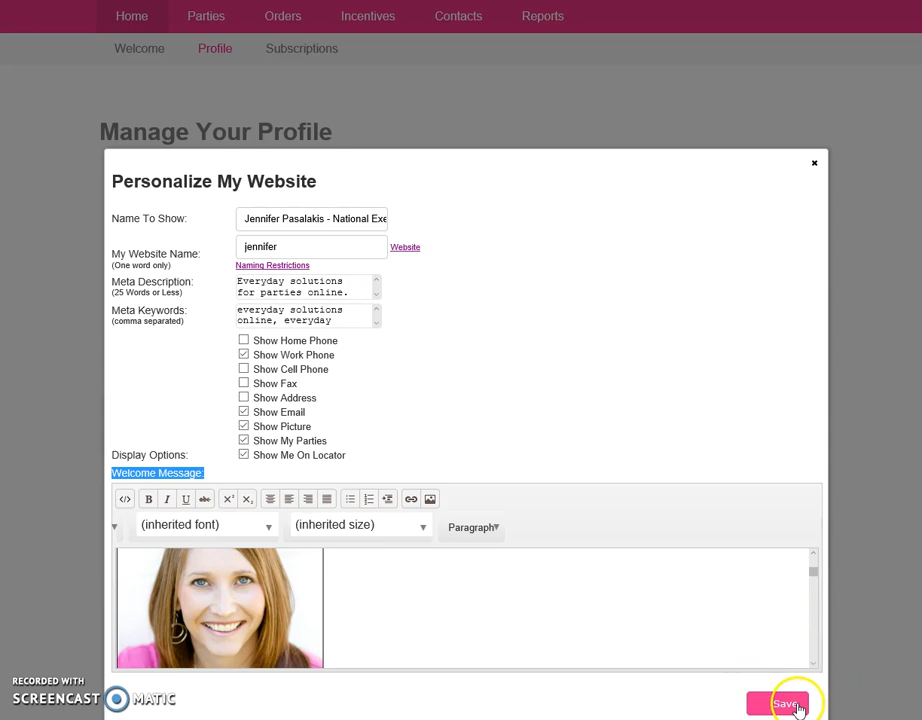 Home Parties Orders Incentives Contacts Reports
Welcome Profile Subscriptions
Manage Your Profile
Personalize My Website
Name To Show: Jennifer Pasalakis - National Exe
My Website Name: jennifer Website
(One word only) Naming Restrictions
Meta Description: Everyday solutions
(25 Words or Less) for parties online.
Meta Keywords: everyday solutions
(comma separated) online, everyday
Show Home Phone
Show Work Phone
Show Cell Phone
Show Fax
Show Address
Show Email
Show Picture
Show My Parties
Display Options: Show Me On Locator
Welcome Message:
B I U abc X² X₂
(inherited font) (inherited size) Paragraph
Save
RECORDED WITH
SCREENCAST MATIC